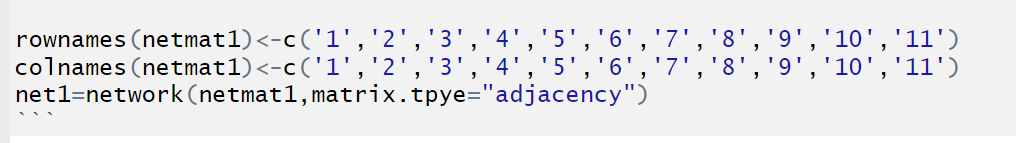 rownames(netmat1)<-c('1','2','3','4','5','6','7','8','9','10','11')
colnames(netmat1)<-c('1','2','3','4','5','6','7','8','9','10','11')
net1=network(netmat1,matrix.tpye="adjacency")
```